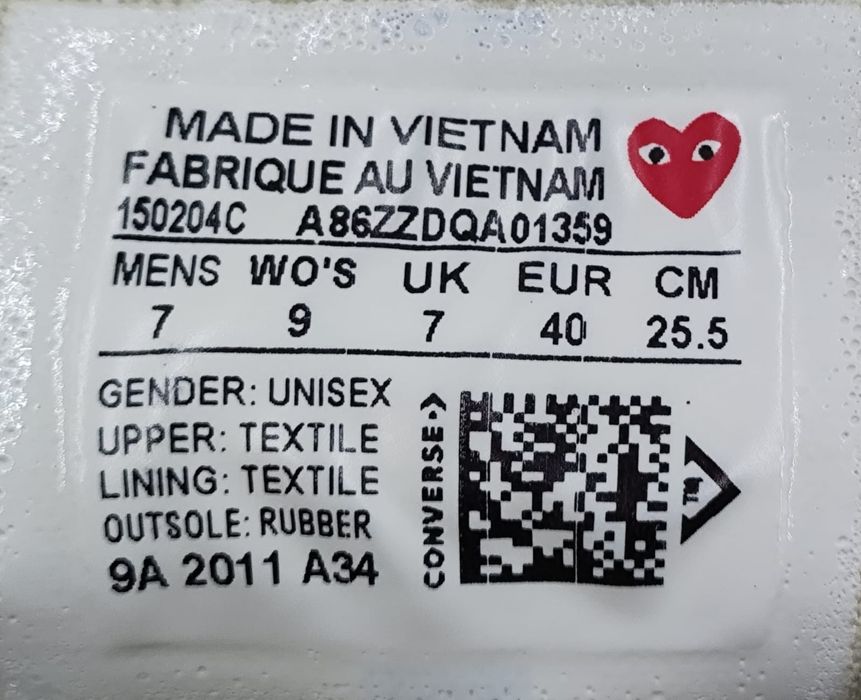 MADE IN VIETNAM
FABRIQUE AU VIETNAM
150204C A86ZZDQA01359
MENS WO'S UK EUR CM
7 9 7 40 25.5
GENDER: UNISEX
UPPER: TEXTILE
LINING: TEXTILE
OUTSOLE: RUBBER
9A 2011 A34
CONVERSE